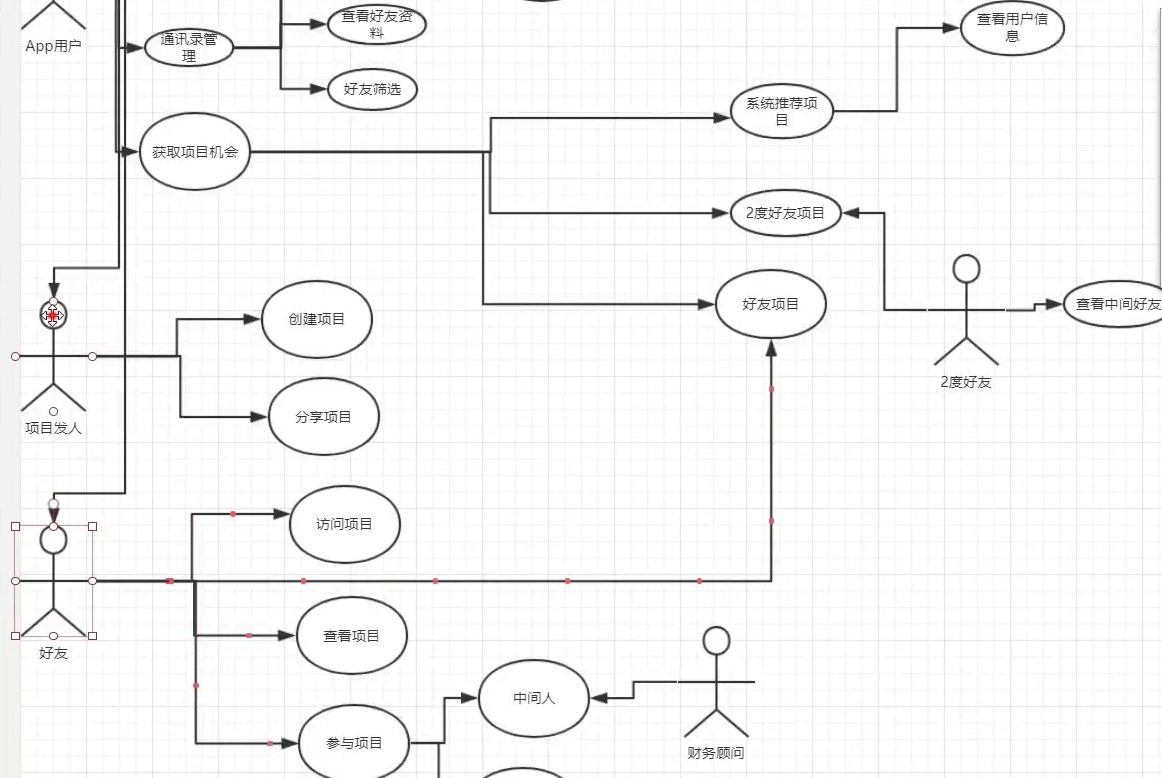 查看好友资
料
App用户
通讯录管
理
好友筛选
查看用户信
息
系统推荐项
目
获取项目机会
2度好友项目
好友项目
查看中间好友
创建项目
2度好友
分享项目
项目发人
访问项目
查看项目
好友
中间人
参与项目
财务顾问